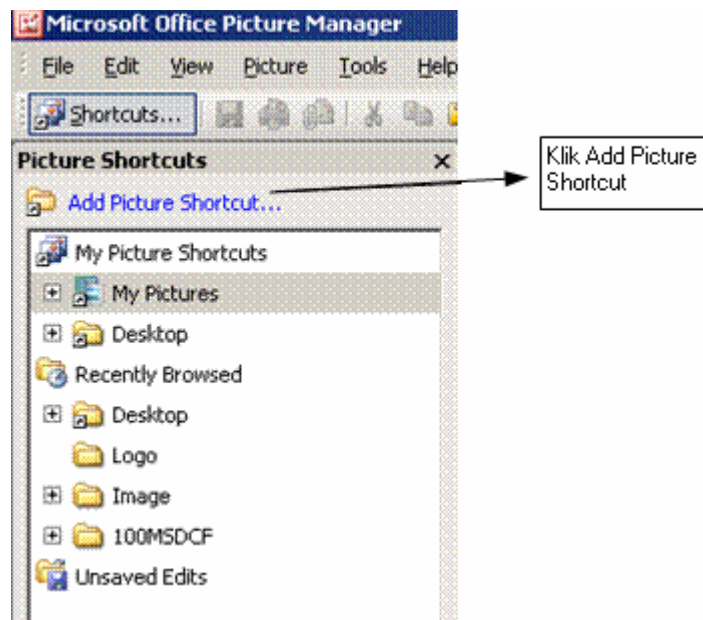 Microsoft Office Picture Manager
File Edit View Picture Tools Help
Shortcuts...
Picture Shortcuts
Add Picture Shortcut...
Klik Add Picture
Shortcut
My Picture Shortcuts
My Pictures
Desktop
Recently Browsed
Desktop
Logo
Image
100MSDCF
Unsaved Edits